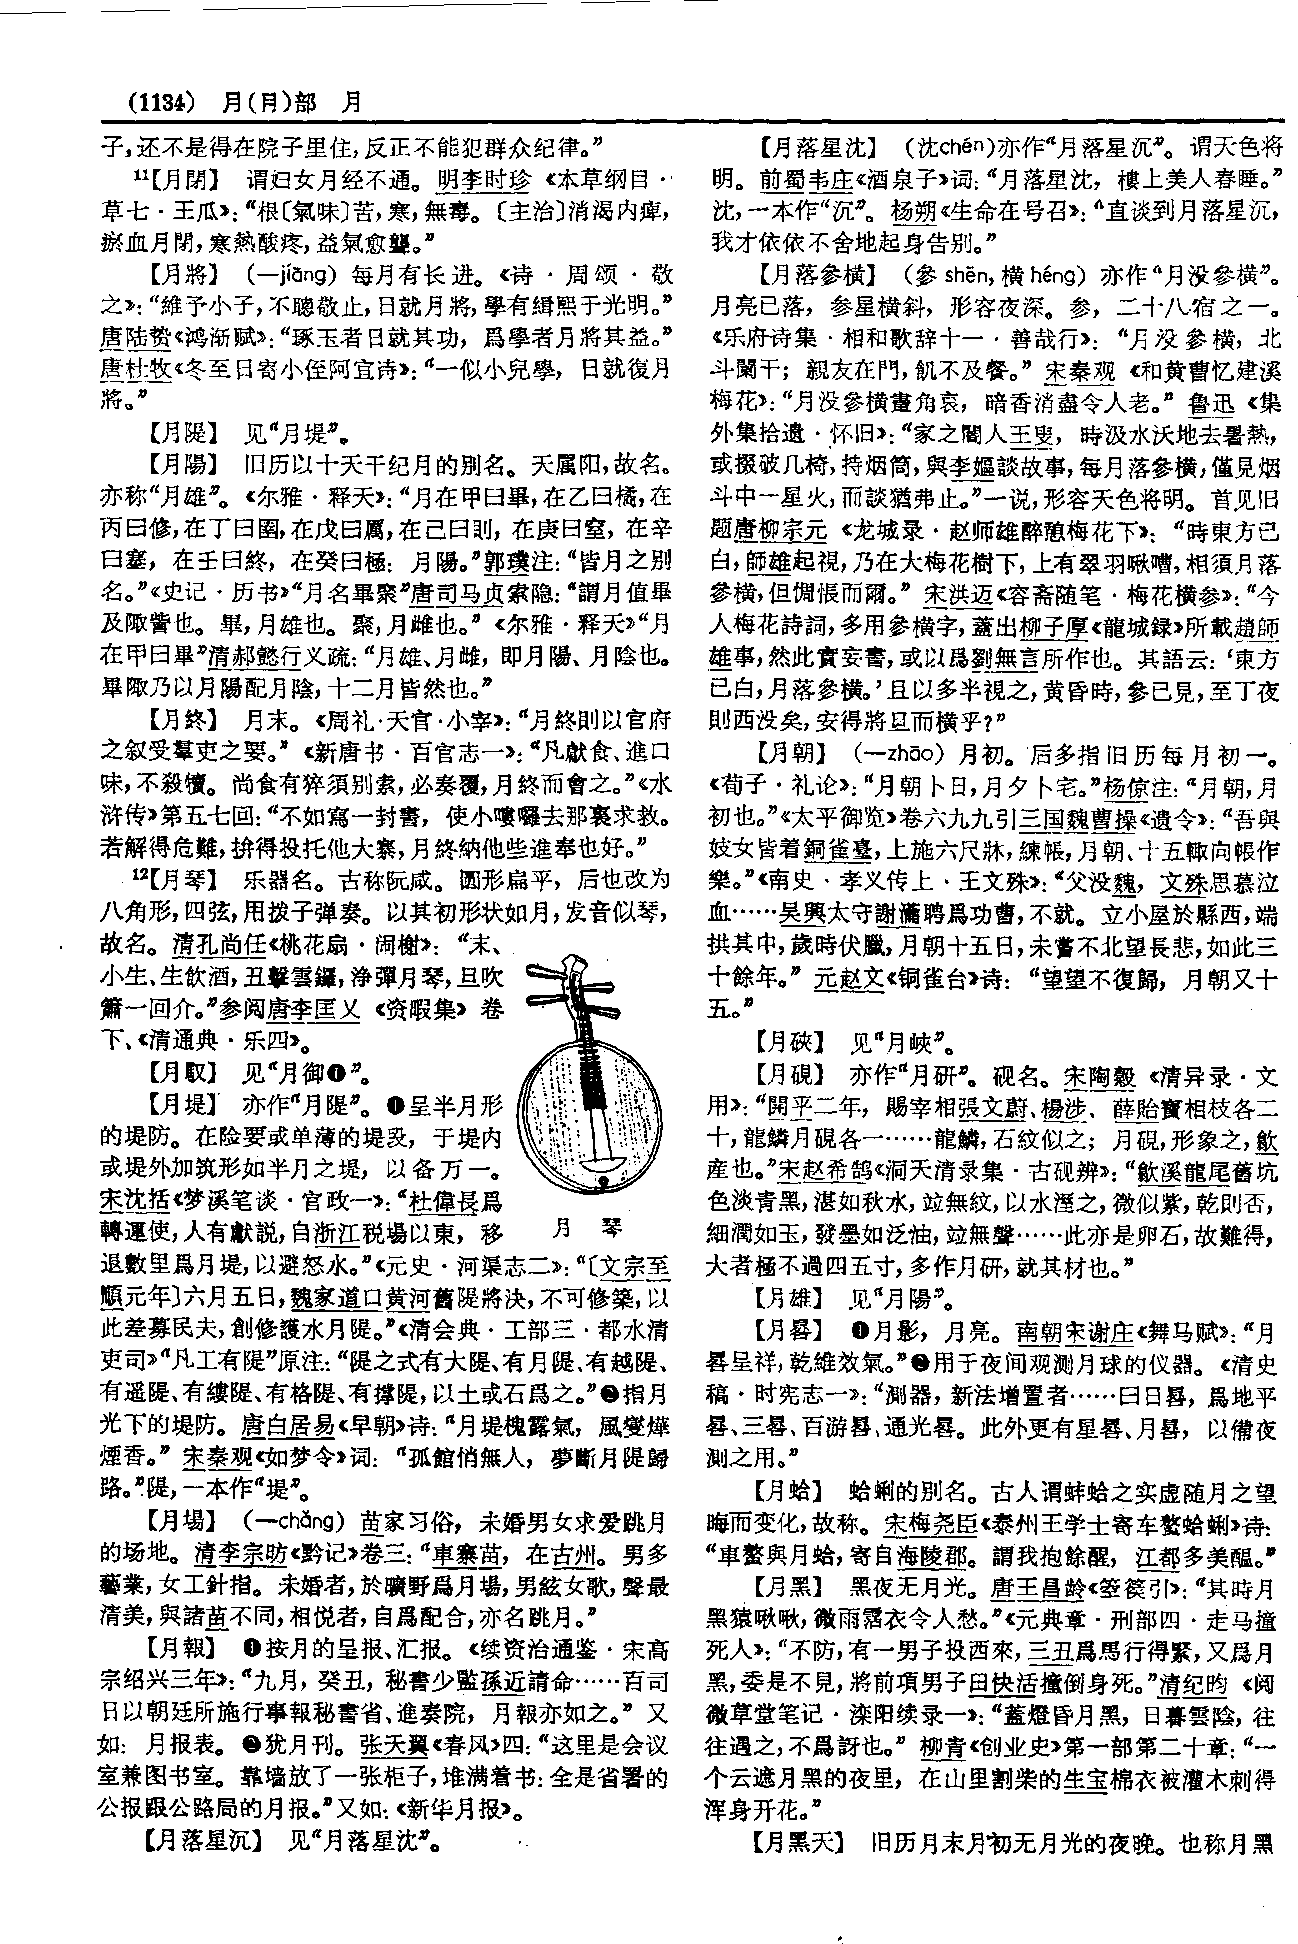 (1134) 月(⺝)部 月
子,还不是得在院子里住,反正不能犯群众纪律。”
11【月閉】 谓妇女月经不通。明李时珍《本草纲目·
草七·王瓜》:“根〔氣味〕苦,寒,無毒。〔主治〕消渴内痺,
瘀血月閉,寒熱酸疼,益氣愈聾。”
【月將】 (—jiāng) 每月有长进。《诗·周颂·敬
之》:“維予小子,不聰敬止,日就月將,學有緝熙于光明。”
唐陆贽《鸿渐赋》:“琢玉者日就其功,爲學者月將其益。”
唐杜牧《冬至日寄小侄阿宜诗》:“一似小兒學,日就復月
將。”
【月隄】 见“月堤”。
【月陽】 旧历以十天干纪月的别名。天属阳,故名。
亦称“月雄”。《尔雅·释天》:“月在甲曰畢,在乙曰橘,在
丙曰修,在丁曰圉,在戊曰厲,在己曰則,在庚曰窒,在辛
曰塞,在壬曰終,在癸曰極:月陽。”郭璞注:“皆月之别
名。”《史记·历书》“月名畢聚”唐司马贞索隐:“謂月值畢
及陬訾也。畢,月雄也。聚,月雌也。”《尔雅·释天》“月
在甲曰畢”清郝懿行义疏:“月雄、月雌,即月陽、月陰也。
畢陬乃以月陽配月陰,十二月皆然也。”
【月終】 月末。《周礼·天官·小宰》:“月終則以官府
之叙受羣吏之要。”《新唐书·百官志一》:“凡獻食、進口
味,不殺犢。尚食有猝須别索,必奏覆,月終而會之。”《水
浒传》第五七回:“不如寫一封書,使小嘍囉去那裏求救。
若解得危難,拚得投托他大寨,月終納他些進奉也好。”
12【月琴】 乐器名。古称阮咸。圆形扁平,后也改为
八角形,四弦,用拨子弹奏。以其初形状如月,发音似琴,
故名。清孔尚任《桃花扇·闹榭》:“末、
小生、生飲酒,丑擊雲鑼,净彈月琴,旦吹
簫一回介。”参阅唐李匡乂《资暇集》卷
下、《清通典·乐四》。
【月馭】 见“月御❶”。
【月堤】 亦作“月隄”。❶呈半月形
的堤防。在险要或单薄的堤段,于堤内
或堤外加筑形如半月之堤,以备万一。
宋沈括《梦溪笔谈·官政一》:“杜偉長爲
轉運使,人有獻説,自浙江税場以東,移
月 琴
退數里爲月堤,以避怒水。”《元史·河渠志二》:“〔文宗至
順元年〕六月五日,魏家道口黄河舊隄將決,不可修築,以
此差募民夫,創修護水月隄。”《清会典·工部三·都水清
吏司》“凡工有隄”原注:“隄之式有大隄、有月隄、有越隄、
有遥隄、有縷隄、有格隄、有撑隄,以土或石爲之。”❷指月
光下的堤防。唐白居易《早朝》诗:“月堤槐露氣,風燭樺
煙香。”宋秦观《如梦令》词:“孤館悄無人,夢斷月隄歸
路。”隄,一本作“堤”。
【月場】 (—chǎng) 苗家习俗,未婚男女求爱跳月
的场地。清李宗昉《黔记》卷三:“車寨苗,在古州。男多
藝業,女工針指。未婚者,於曠野爲月場,男絃女歌,聲最
清美,與諸苗不同,相悦者,自爲配合,亦名跳月。”
【月報】 ❶按月的呈报、汇报。《续资治通鉴·宋高
宗绍兴三年》:“九月,癸丑,秘書少監孫近請命……百司
日以朝廷所施行事報秘書省、進奏院,月報亦如之。”又
如:月报表。❷犹月刊。张天翼《春风》四:“这里是会议
室兼图书室。靠墙放了一张柜子,堆满着书:全是省署的
公报跟公路局的月报。”又如:《新华月报》。
【月落星沉】 见“月落星沈”。
【月落星沈】 (沈chén)亦作“月落星沉”。谓天色将
明。前蜀韦庄《酒泉子》词:“月落星沈,樓上美人春睡。”
沈,一本作“沉”。杨朔《生命在号召》:“直谈到月落星沉,
我才依依不舍地起身告别。”
【月落參横】 (參shēn,横héng) 亦作“月没參横”。
月亮已落,参星横斜,形容夜深。参,二十八宿之一。
《乐府诗集·相和歌辞十一·善哉行》:“月没參横,北
斗闌干;親友在門,飢不及餐。”宋秦观《和黄曹忆建溪
梅花》:“月没參横畫角哀,暗香消盡令人老。”鲁迅《集
外集拾遗·怀旧》:“家之閽人王叟,時汲水沃地去暑熱,
或掇破几椅,持烟筒,與李嫗談故事,每月落參横,僅見烟
斗中一星火,而談猶弗止。”一说,形容天色将明。首见旧
题唐柳宗元《龙城录·赵师雄醉憩梅花下》:“時東方已
白,師雄起視,乃在大梅花樹下,上有翠羽啾嘈,相須月落
參横,但惆悵而爾。”宋洪迈《容斋随笔·梅花横参》:“今
人梅花詩詞,多用參横字,蓋出柳子厚《龍城録》所載趙師
雄事,然此實妄書,或以爲劉無言所作也。其語云:‘東方
已白,月落參横。’且以冬半視之,黄昏時,參已見,至丁夜
則西没矣,安得將旦而横乎?”
【月朝】 (—zhāo) 月初。后多指旧历每月初一。
《荀子·礼论》:“月朝卜日,月夕卜宅。”杨倞注:“月朝,月
初也。”《太平御览》卷六九九引三国魏曹操《遗令》:“吾與
妓女皆着銅雀臺,上施六尺牀,練帳,月朝、十五輒向帳作
樂。”《南史·孝义传上·王文殊》:“父没魏,文殊思慕泣
血……吴興太守謝瀹聘爲功曹,不就。立小屋於縣西,端
拱其中,歲時伏臘,月朝十五日,未嘗不北望長悲,如此三
十餘年。”元赵文《铜雀台》诗:“望望不復歸,月朝又十
五。”
【月硤】 见“月峽”。
【月硯】 亦作“月研”。砚名。宋陶穀《清异录·文
用》:“開平二年,賜宰相張文蔚、楊涉、薛貽寶相枝各二
十,龍鱗月硯各一……龍鱗,石紋似之;月硯,形象之,歙
産也。”宋赵希鹄《洞天清录集·古砚辨》:“歙溪龍尾舊坑
色淡青黑,湛如秋水,竝無紋,以水溼之,微似紫,乾則否,
細潤如玉,發墨如泛油,竝無聲……此亦是卵石,故難得,
大者極不過四五寸,多作月研,就其材也。”
【月雄】 见“月陽”。
【月晷】 ❶月影,月亮。南朝宋谢庄《舞马赋》:“月
晷呈祥,乾維效氣。”❷用于夜间观测月球的仪器。《清史
稿·时宪志一》:“測器,新法增置者……曰日晷,爲地平
晷、三晷、百游晷、通光晷。此外更有星晷、月晷,以備夜
測之用。”
【月蛤】 蛤蜊的别名。古人谓蚌蛤之实虚随月之望
晦而变化,故称。宋梅尧臣《泰州王学士寄车螯蛤蜊》诗:
“車螯與月蛤,寄自海陵郡。謂我抱餘酲,江都多美醖。”
【月黑】 黑夜无月光。唐王昌龄《箜篌引》:“其時月
黑猿啾啾,微雨霑衣令人愁。”《元典章·刑部四·走马撞
死人》:“不防,有一男子投西來,三丑爲馬行得緊,又爲月
黑,委是不見,將前項男子田快活撞倒身死。”清纪昀《阅
微草堂笔记·滦阳续录一》:“蓋燈昏月黑,日暮雲陰,往
往遇之,不爲訝也。”柳青《创业史》第一部第二十章:“一
个云遮月黑的夜里,在山里割柴的生宝棉衣被灌木刺得
浑身开花。”
【月黑天】 旧历月末月初无月光的夜晚。也称月黑